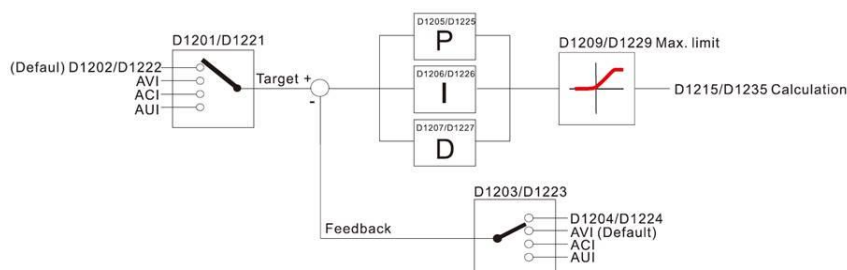 D1201/D1221
(Defaul) D1202/D1222
AVI
ACI
AUI
Target +
-
D1205/D1225
P
D1206/D1226
I
D1207/D1227
D
D1209/D1229 Max. limit
D1215/D1235 Calculation
D1203/D1223
D1204/D1224
AVI (Default)
ACI
AUI
Feedback